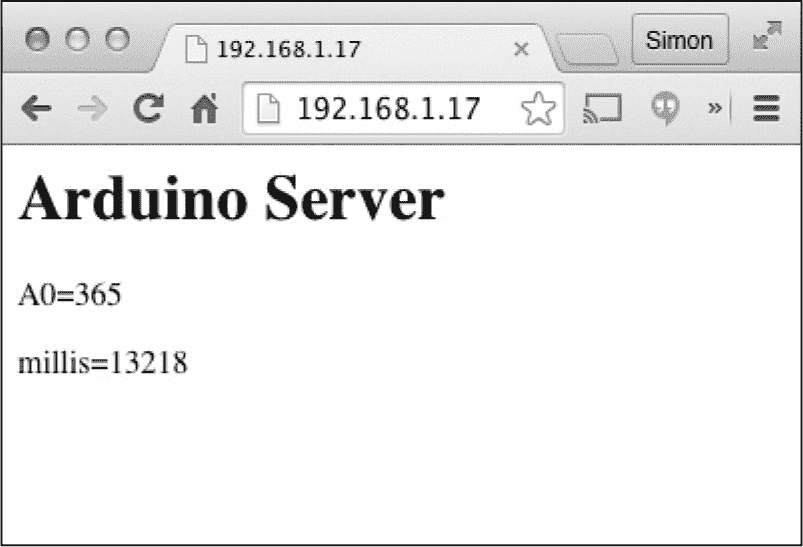 192.168.1.17
Simon
192.168.1.17
Arduino Server
A0=365
millis=13218